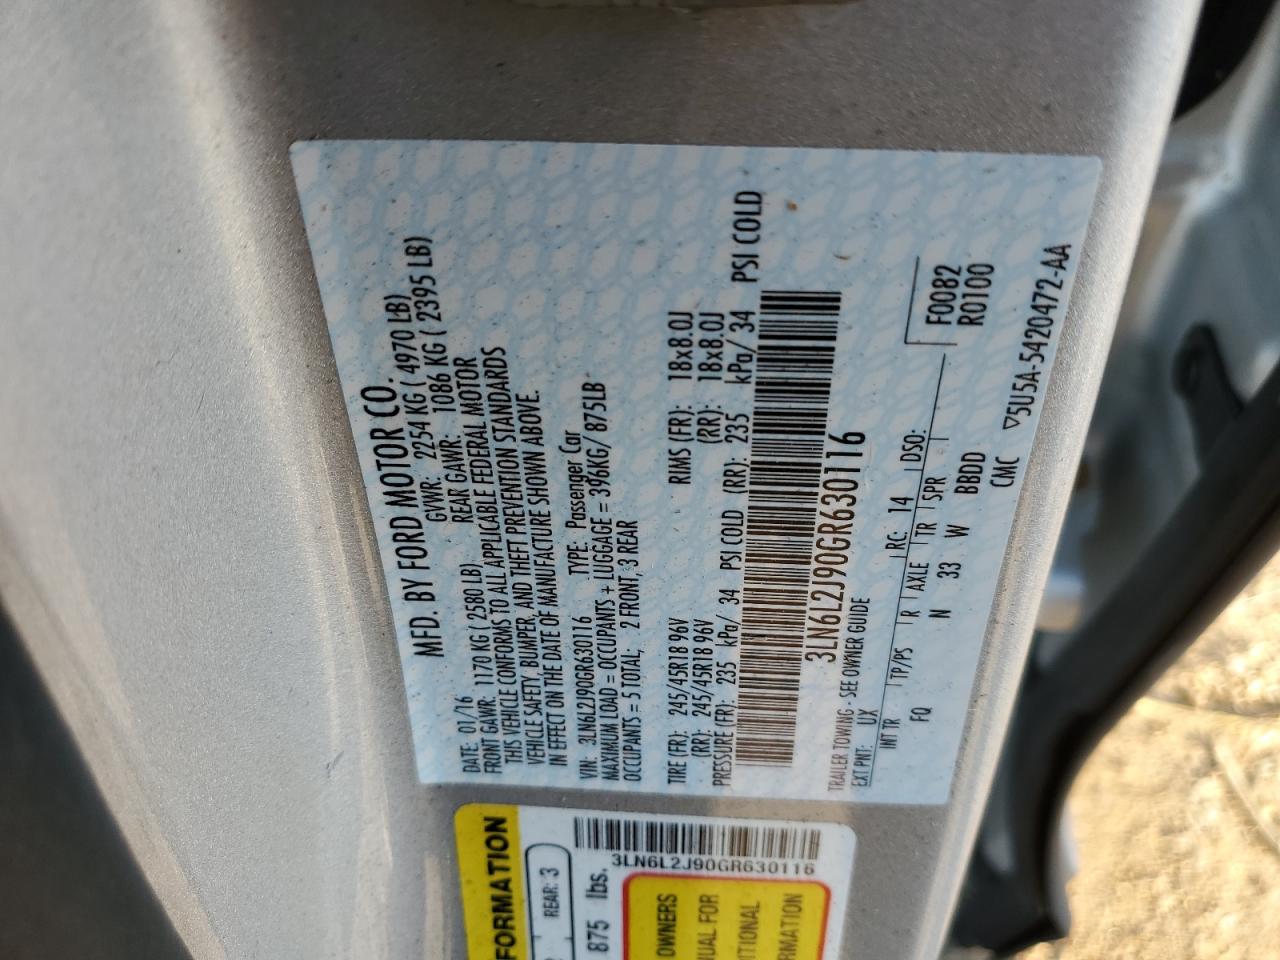 MFD. BY FORD MOTOR CO.
DATE: 01/16 GVWR: 2254 KG ( 4970 LB)
FRONT GAWR: 1170 KG ( 2580 LB) REAR GAWR: 1086 KG ( 2395 LB)
THIS VEHICLE CONFORMS TO ALL APPLICABLE FEDERAL MOTOR
VEHICLE SAFETY, BUMPER, AND THEFT PREVENTION STANDARDS
IN EFFECT ON THE DATE OF MANUFACTURE SHOWN ABOVE.
VIN: 3LN6L2J90GR630116 TYPE: Passenger Car
MAXIMUM LOAD = OCCUPANTS + LUGGAGE = 396KG/ 875LB
OCCUPANTS = 5 TOTAL, 2 FRONT, 3 REAR
TIRE (FR): 245/45R18 96V RIMS (FR): 18x8.0J
(RR): 245/45R18 96V (RR): 18x8.0J
PRESSURE (FR): 235 kPa/ 34 PSI COLD (RR): 235 kPa/ 34 PSI COLD
3LN6L2J90GR630116
TRAILER TOWING - SEE OWNER GUIDE
EXT PNT: UX RC: 14 DSO:
INT TR TP/PS R AXLE TR SPR
FQ N 33 W BBDD
F0082
R0100
CMC
▽5U5A-5420472-AA
FORMATION
REAR: 3
875 lbs.
3LN6L2J90GR630116
OWNERS
UAL FOR
ITIONAL
RMATION